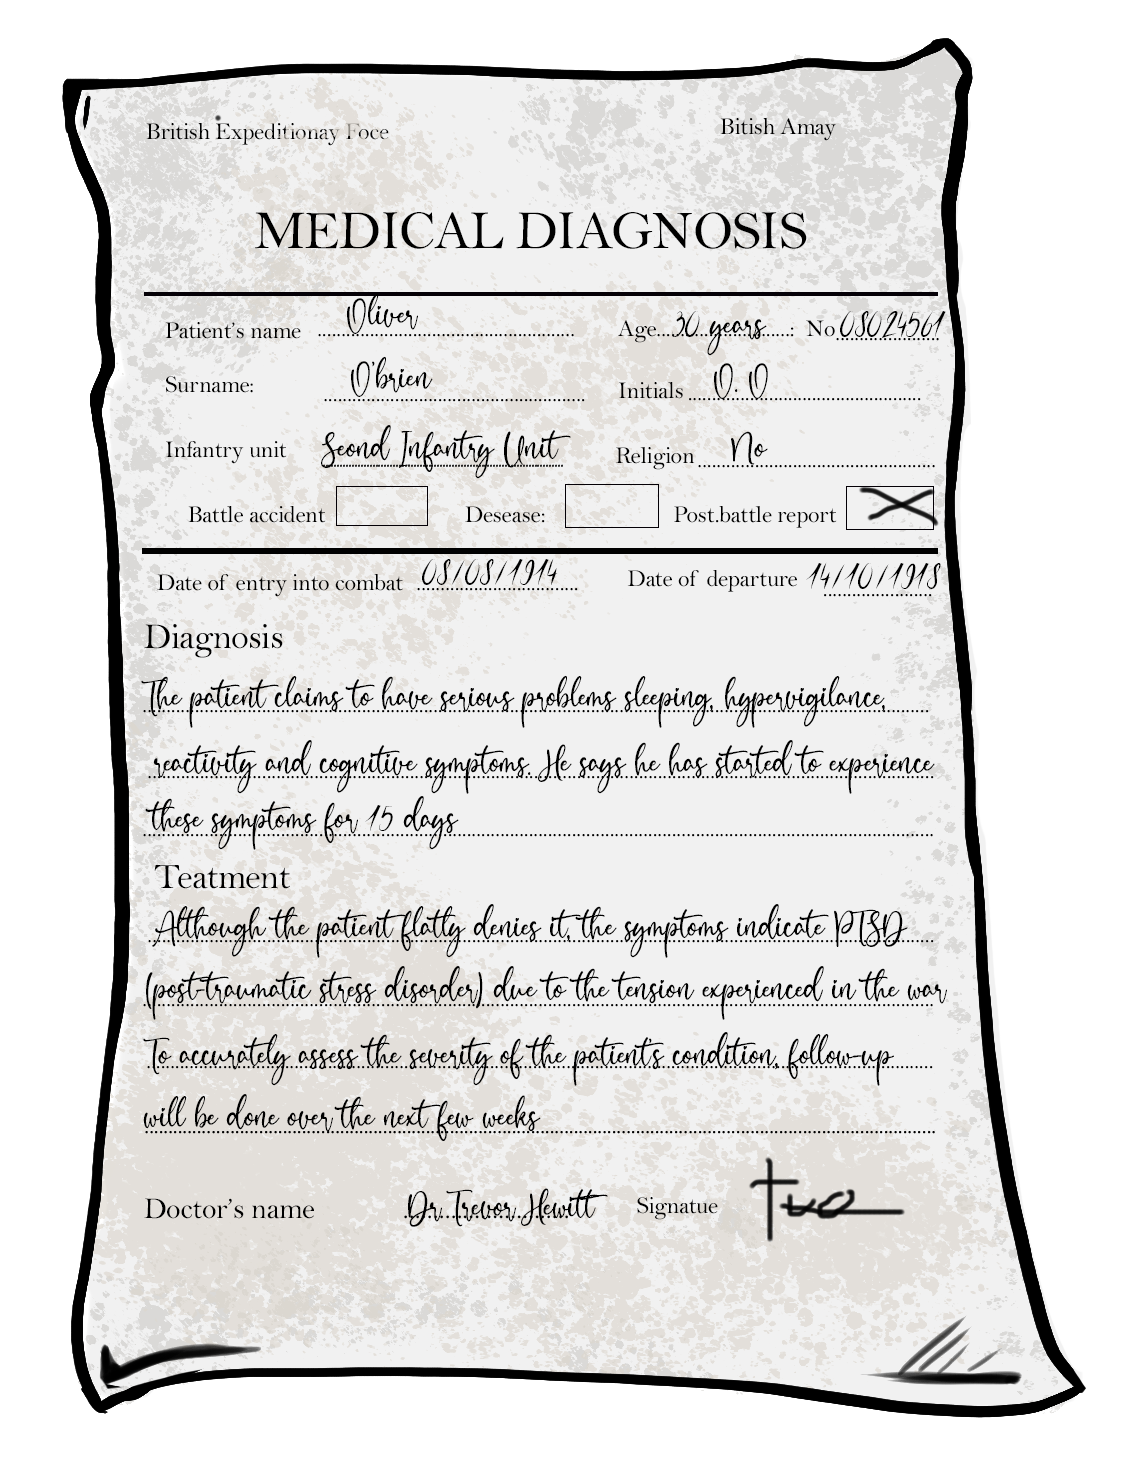 British Expeditionay Foce Bitish Amay
MEDICAL DIAGNOSIS
Patient's name Oliver Age 30 years : No 08024561
Surname: O'brien Initials O. O
Infantry unit Seond Infantry Unit Religion No
Battle accident Desease: Post.battle report X
Date of entry into combat 08/08/1914 Date of departure 14/10/1918
Diagnosis
The patient claims to have serious problems sleeping, hypervigilance,
reactivity and cognitive symptoms. He says he has started to experience
these symptoms for 15 days
Teatment
Although the patient flatly denies it, the symptoms indicate PTSD
(post-traumatic stress disorder) due to the tension experienced in the war
To accurately assess the severity of the patient's condition, follow-up
will be done over the next few weeks
Doctor's name Dr. Trevor Hewitt Signatue